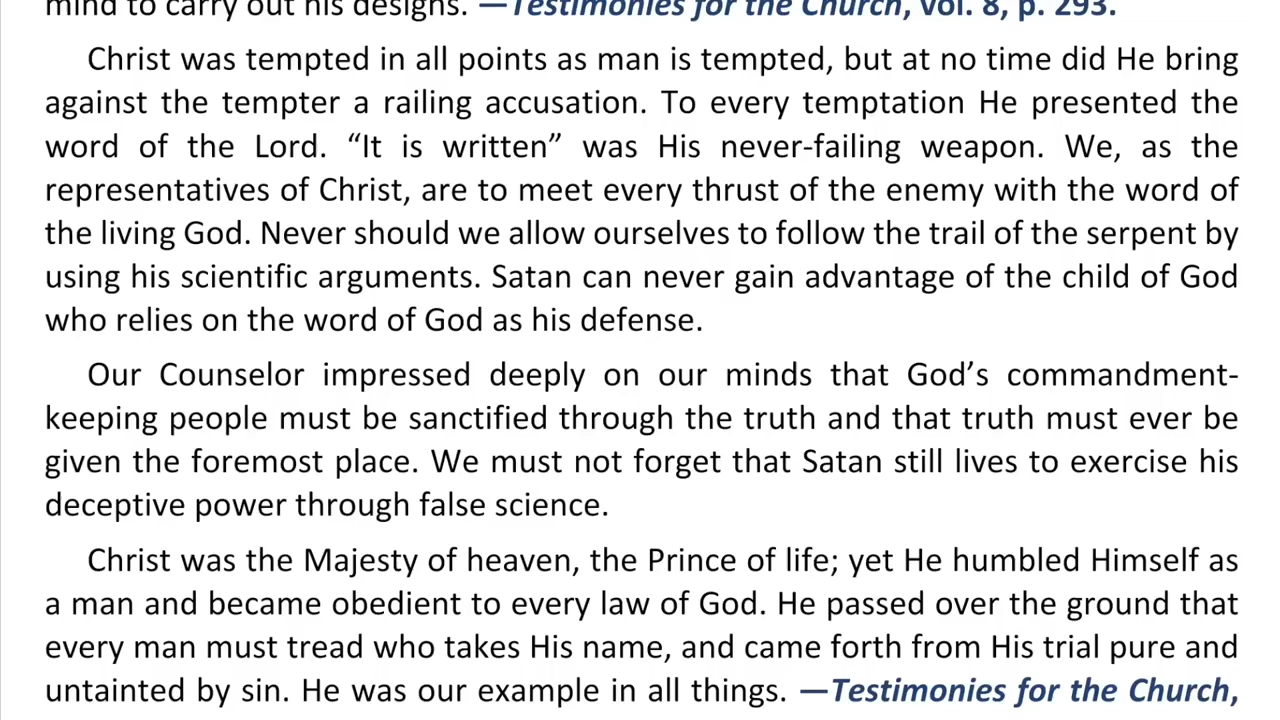 mind to carry out his designs. —Testimonies for the Church, vol. 8, p. 293.
Christ was tempted in all points as man is tempted, but at no time did He bring
against the tempter a railing accusation. To every temptation He presented the
word of the Lord. “It is written” was His never-failing weapon. We, as the
representatives of Christ, are to meet every thrust of the enemy with the word of
the living God. Never should we allow ourselves to follow the trail of the serpent by
using his scientific arguments. Satan can never gain advantage of the child of God
who relies on the word of God as his defense.
Our Counselor impressed deeply on our minds that God’s commandment-
keeping people must be sanctified through the truth and that truth must ever be
given the foremost place. We must not forget that Satan still lives to exercise his
deceptive power through false science.
Christ was the Majesty of heaven, the Prince of life; yet He humbled Himself as
a man and became obedient to every law of God. He passed over the ground that
every man must tread who takes His name, and came forth from His trial pure and
untainted by sin. He was our example in all things. —Testimonies for the Church,